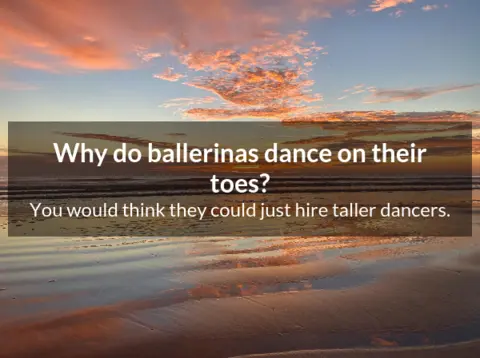 Why do ballerinas dance on their
toes?
You would think they could just hire taller dancers.